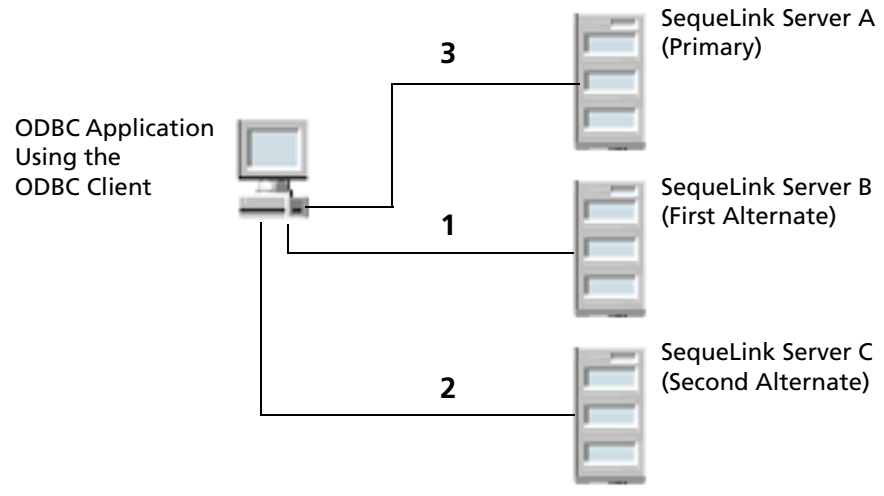 SequeLink Server A
(Primary)
3
ODBC Application
Using the
ODBC Client
SequeLink Server B
(First Alternate)
1
SequeLink Server C
(Second Alternate)
2